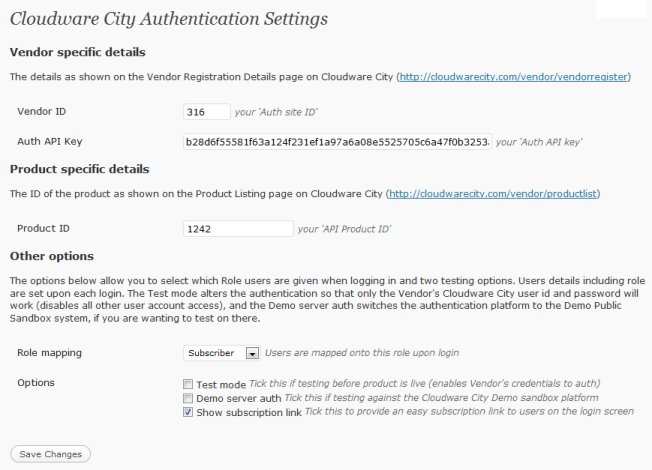 Cloudware City Authentication Settings
Vendor specific details
The details as shown on the Vendor Registration Details page on Cloudware City (http://cloudwarecity.com/vendor/vendorregister)
Vendor ID 316 your 'Auth site ID'
Auth API Key b28d6f55581f63a124f231ef1a97a6a08e5525705c6a47f0b3253 your 'Auth API key'
Product specific details
The ID of the product as shown on the Product Listing page on Cloudware City (http://cloudwarecity.com/vendor/productlist)
Product ID 1242 your 'API Product ID'
Other options
The options below allow you to select which Role users are given when logging in and two testing options. Users details including role
are set upon each login. The Test mode alters the authentication so that only the Vendor's Cloudware City user id and password will
work (disables all other user account access), and the Demo server auth switches the authentication platform to the Demo Public
Sandbox system, if you are wanting to test on there.
Role mapping Subscriber Users are mapped onto this role upon login
Options Test mode Tick this if testing before product is live (enables Vendor's credentials to auth)
Demo server auth Tick this if testing against the Cloudware City Demo sandbox platform
Show subscription link Tick this to provide an easy subscription link to users on the login screen
Save Changes